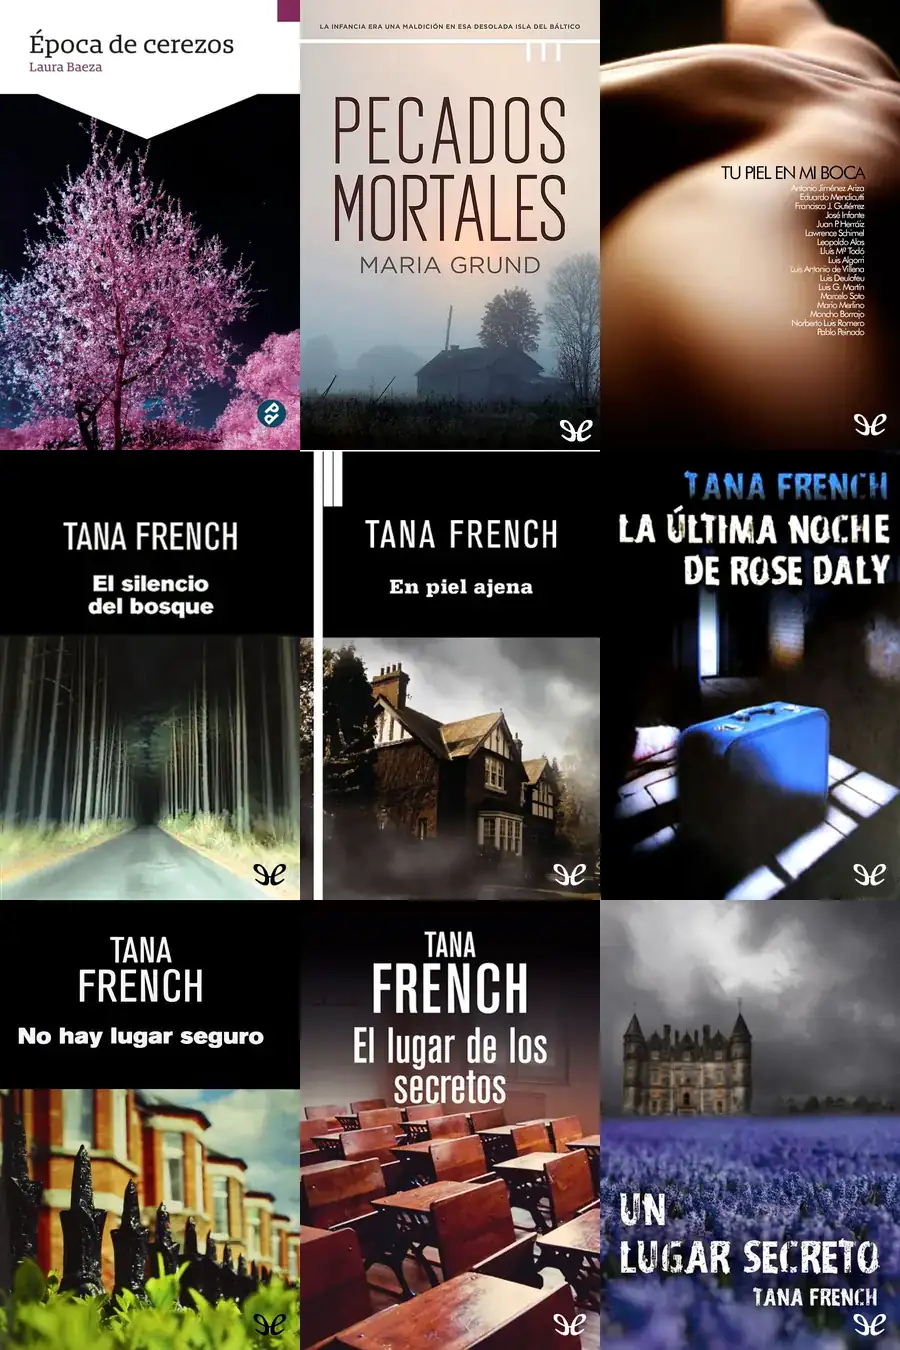 Época de cerezos
Laura Baeza
LA INFANCIA ERA UNA MALDICIÓN EN ESA DESOLADA ISLA DEL BÁLTICO
PECADOS
MORTALES
MARIA GRUND
TU PIEL EN MI BOCA
Antonio Jiménez Ariza
Eduardo Mendicutti
Francisco J. Gutiérrez
José Infante
Juan P. Herráiz
Lawrence Schimel
Leopoldo Alas
Lluís Mª Todó
Luis Algorri
Luis Antonio de Villena
Luis Deulofeu
Luis G. Martín
Marcelo Soto
Mario Merlino
Moncho Borrajo
Norberto Luis Romero
Pablo Peinado
TANA FRENCH
El silencio
del bosque
TANA FRENCH
En piel ajena
TANA FRENCH
LA ÚLTIMA NOCHE
DE ROSE DALY
TANA
FRENCH
No hay lugar seguro
TANA
FRENCH
El lugar de los
secretos
UN
LUGAR SECRETO
TANA FRENCH